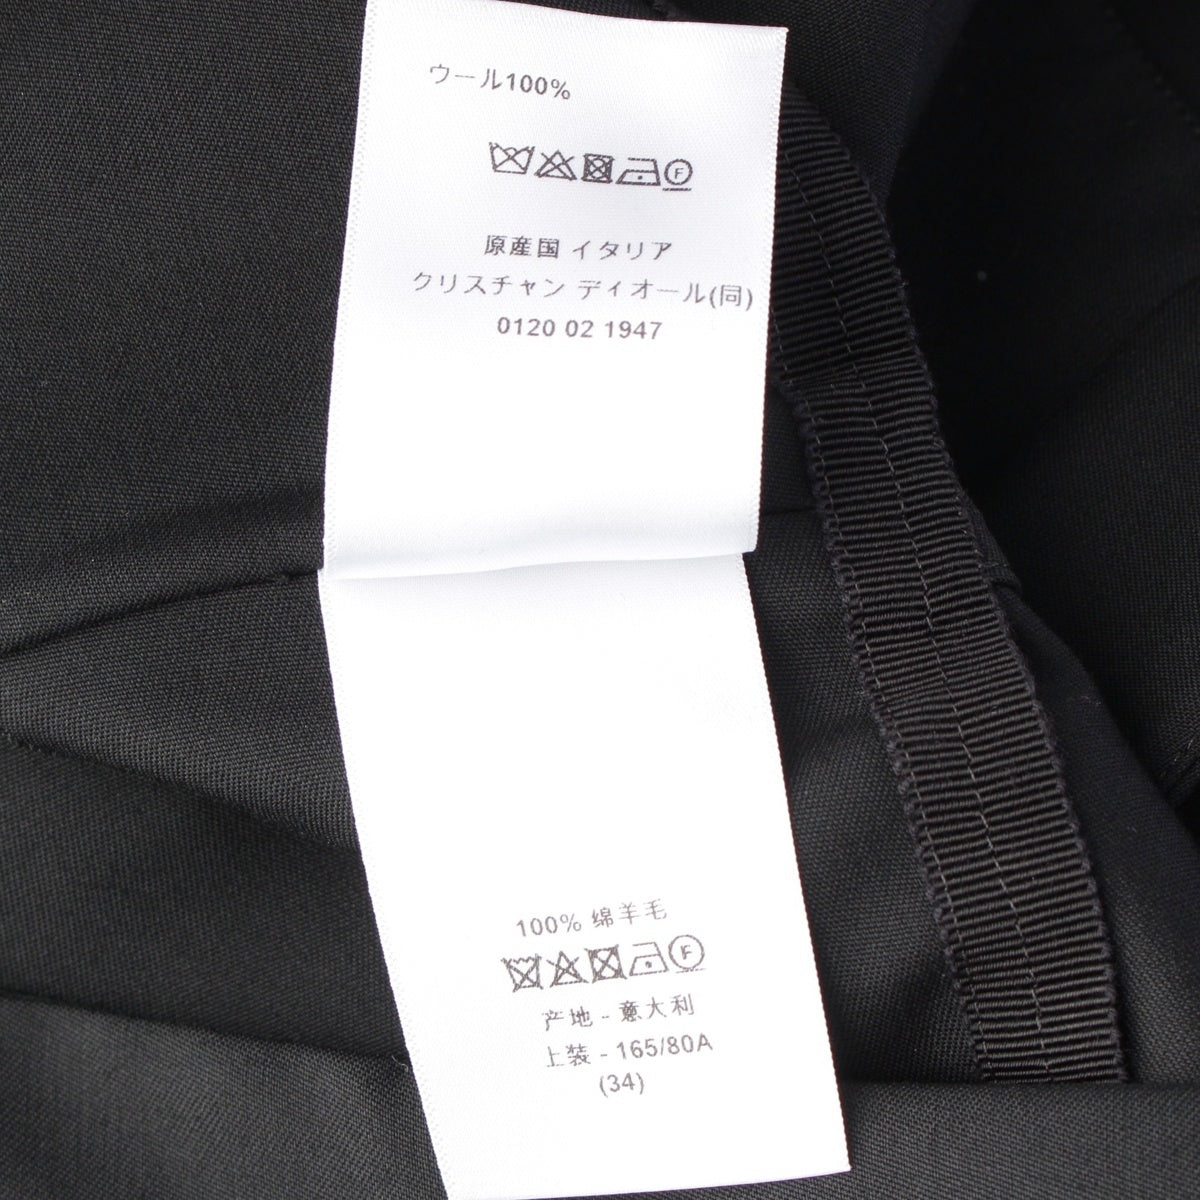 ウール100%
F
原産国 イタリア
クリスチャン ディオール(同)
0120 02 1947
100% 绵羊毛
F
产地 - 意大利
上装 - 165/80A
(34)